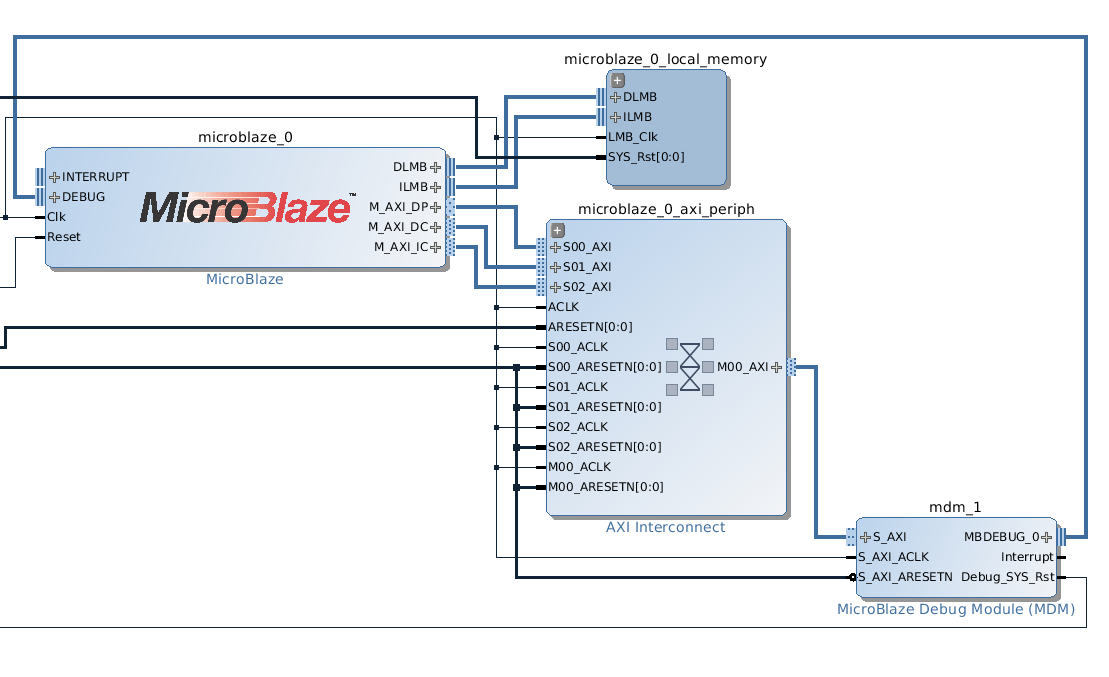 microblaze_0_local_memory
DLMB
ILMB
LMB_Clk
SYS_Rst[0:0]
microblaze_0
INTERRUPT
DEBUG
Clk
Reset
MicroBlaze™
DLMB
ILMB
M_AXI_DP
M_AXI_DC
M_AXI_IC
MicroBlaze
microblaze_0_axi_periph
S00_AXI
S01_AXI
S02_AXI
ACLK
ARESETN[0:0]
S00_ACLK
S00_ARESETN[0:0]
S01_ACLK
S01_ARESETN[0:0]
S02_ACLK
S02_ARESETN[0:0]
M00_ACLK
M00_ARESETN[0:0]
M00_AXI
AXI Interconnect
mdm_1
S_AXI
S_AXI_ACLK
S_AXI_ARESETN
MBDEBUG_0
Interrupt
Debug_SYS_Rst
MicroBlaze Debug Module (MDM)